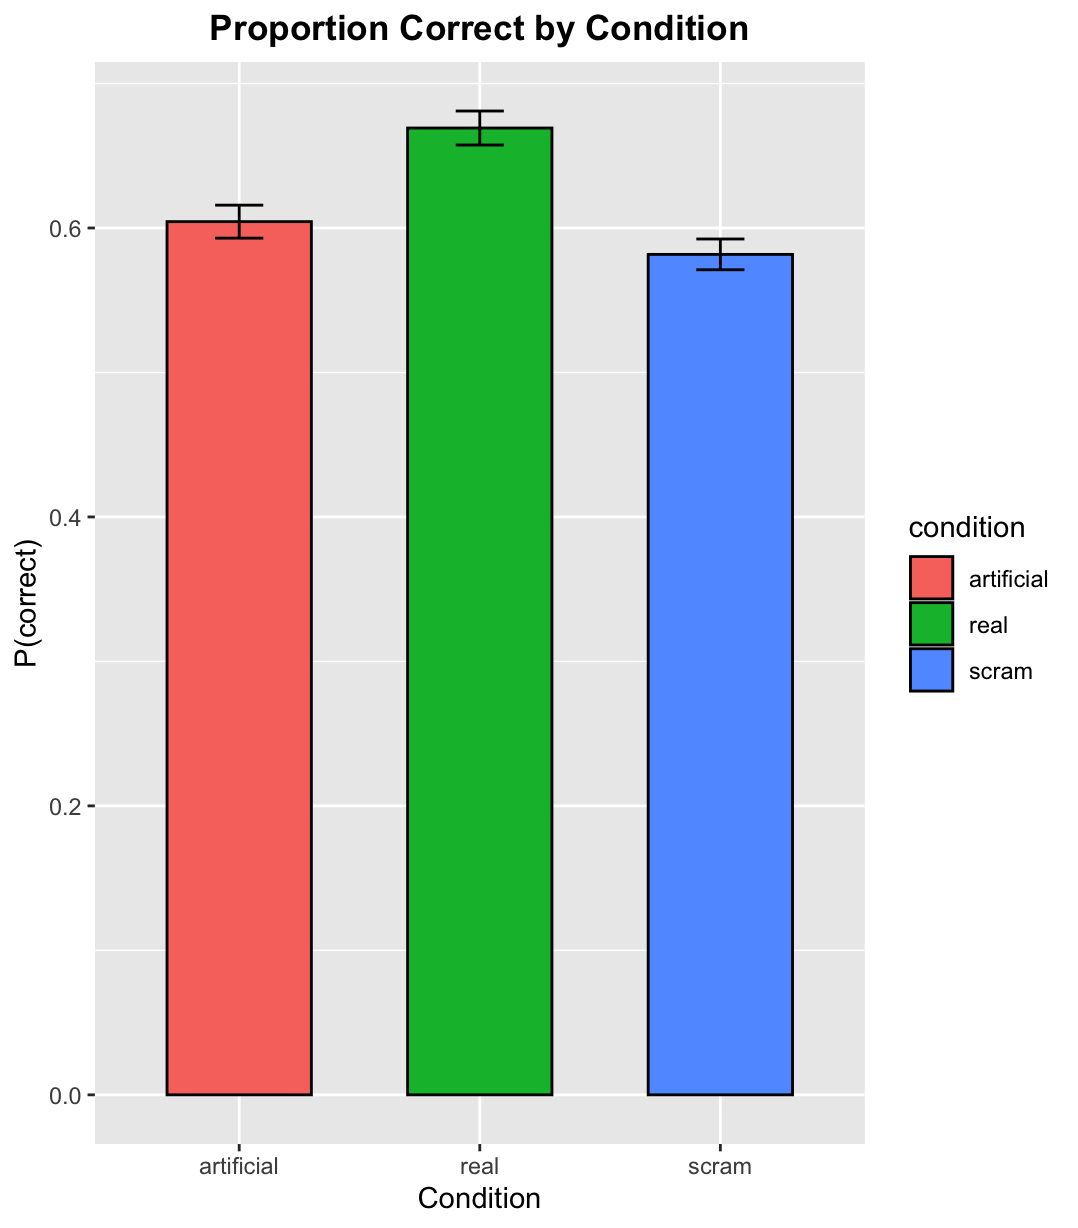 Proportion Correct by Condition
P(correct)
0.6
0.4
0.2
0.0
artificial real scram
Condition
condition
artificial
real
scram